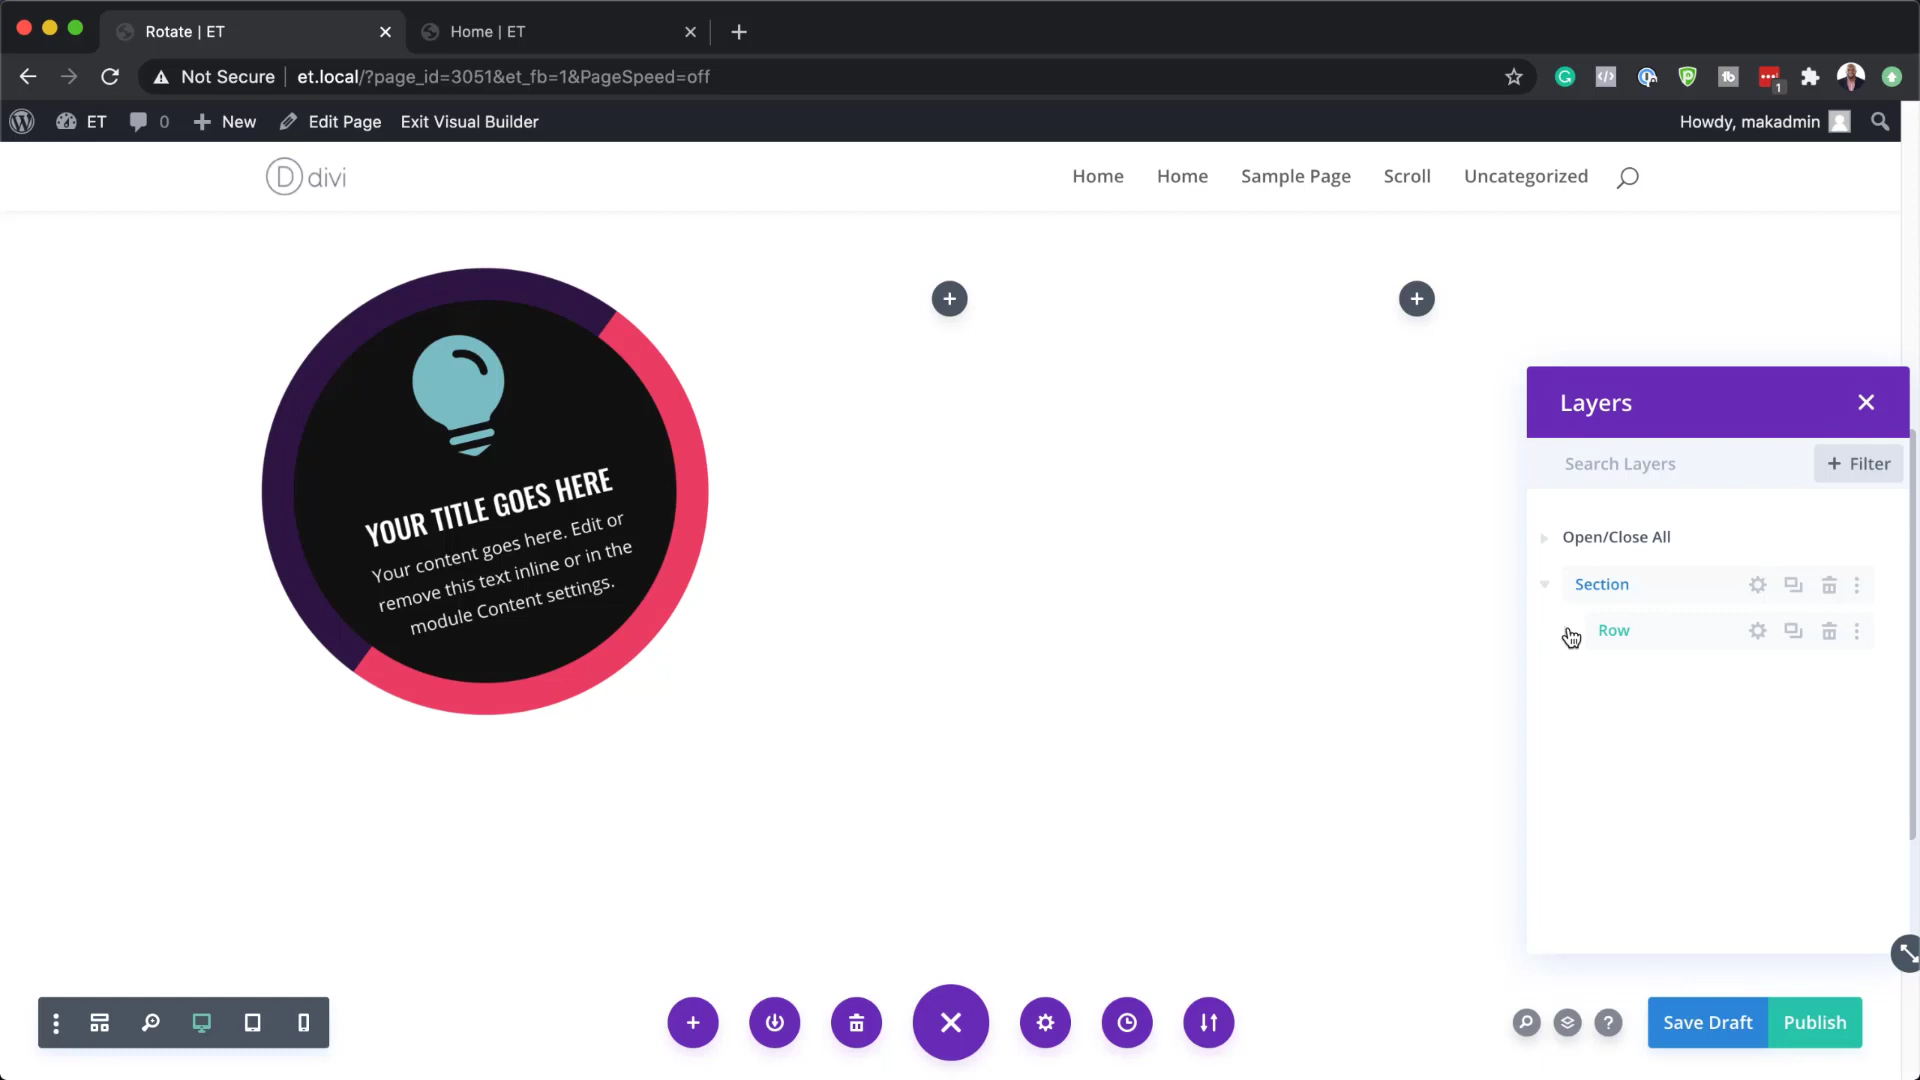 Rotate | ET
Home | ET
Not Secure
et.local/?page_id=3051&et_fb=1&PageSpeed=off
1
ET
0
New
Edit Page
Exit Visual Builder
Howdy, makadmin
D divi
Home
Home
Sample Page
Scroll
Uncategorized
YOUR TITLE GOES HERE
Your content goes here. Edit or
remove this text inline or in the
module Content settings.
Layers
Search Layers
+ Filter
Open/Close All
Section
Row
?
Save Draft
Publish